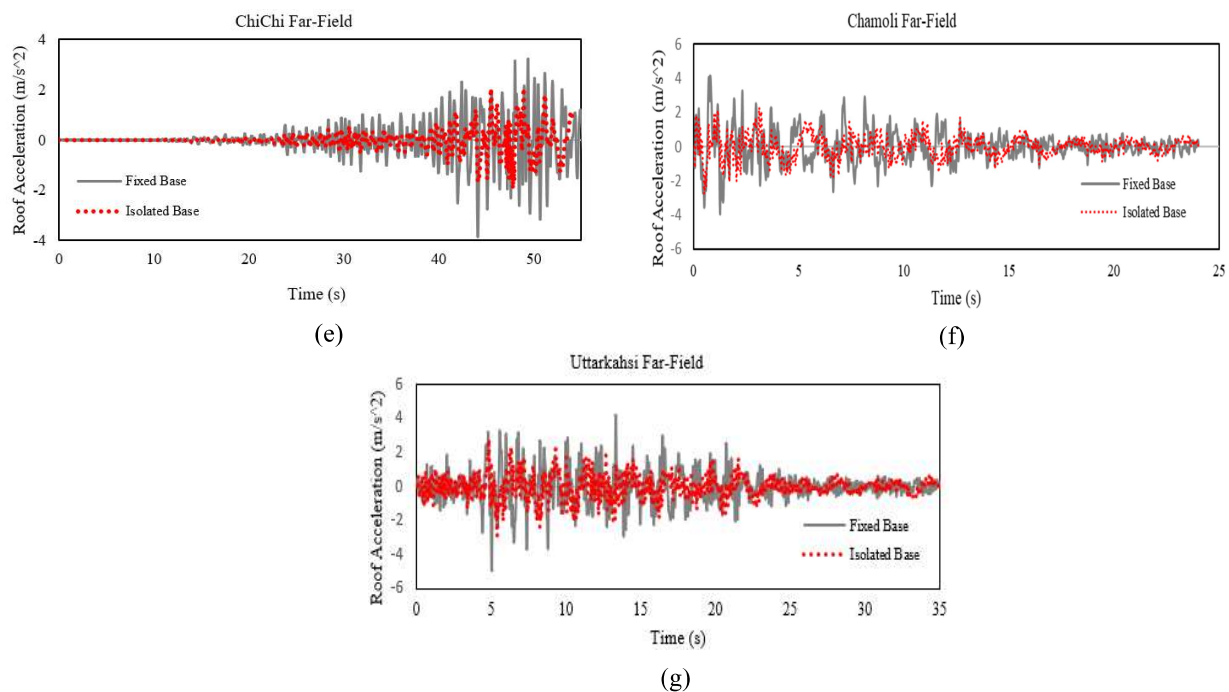 ChiChi Far-Field
Roof Acceleration (m/s^2)
4
2
0
-2
-4
Fixed Base
Isolated Base
0 10 20 30 40 50
Time (s)
(e)
Chamoli Far-Field
Roof Acceleration (m/s^2)
6
4
2
0
-2
-4
-6
Fixed Base
Isolated Base
0 5 10 15 20 25
Time (s)
(f)
Uttarkahsi Far-Field
Roof Acceleration (m/s^2)
6
4
2
0
-2
-4
-6
Fixed Base
Isolated Base
0 5 10 15 20 25 30 35
Time (s)
(g)